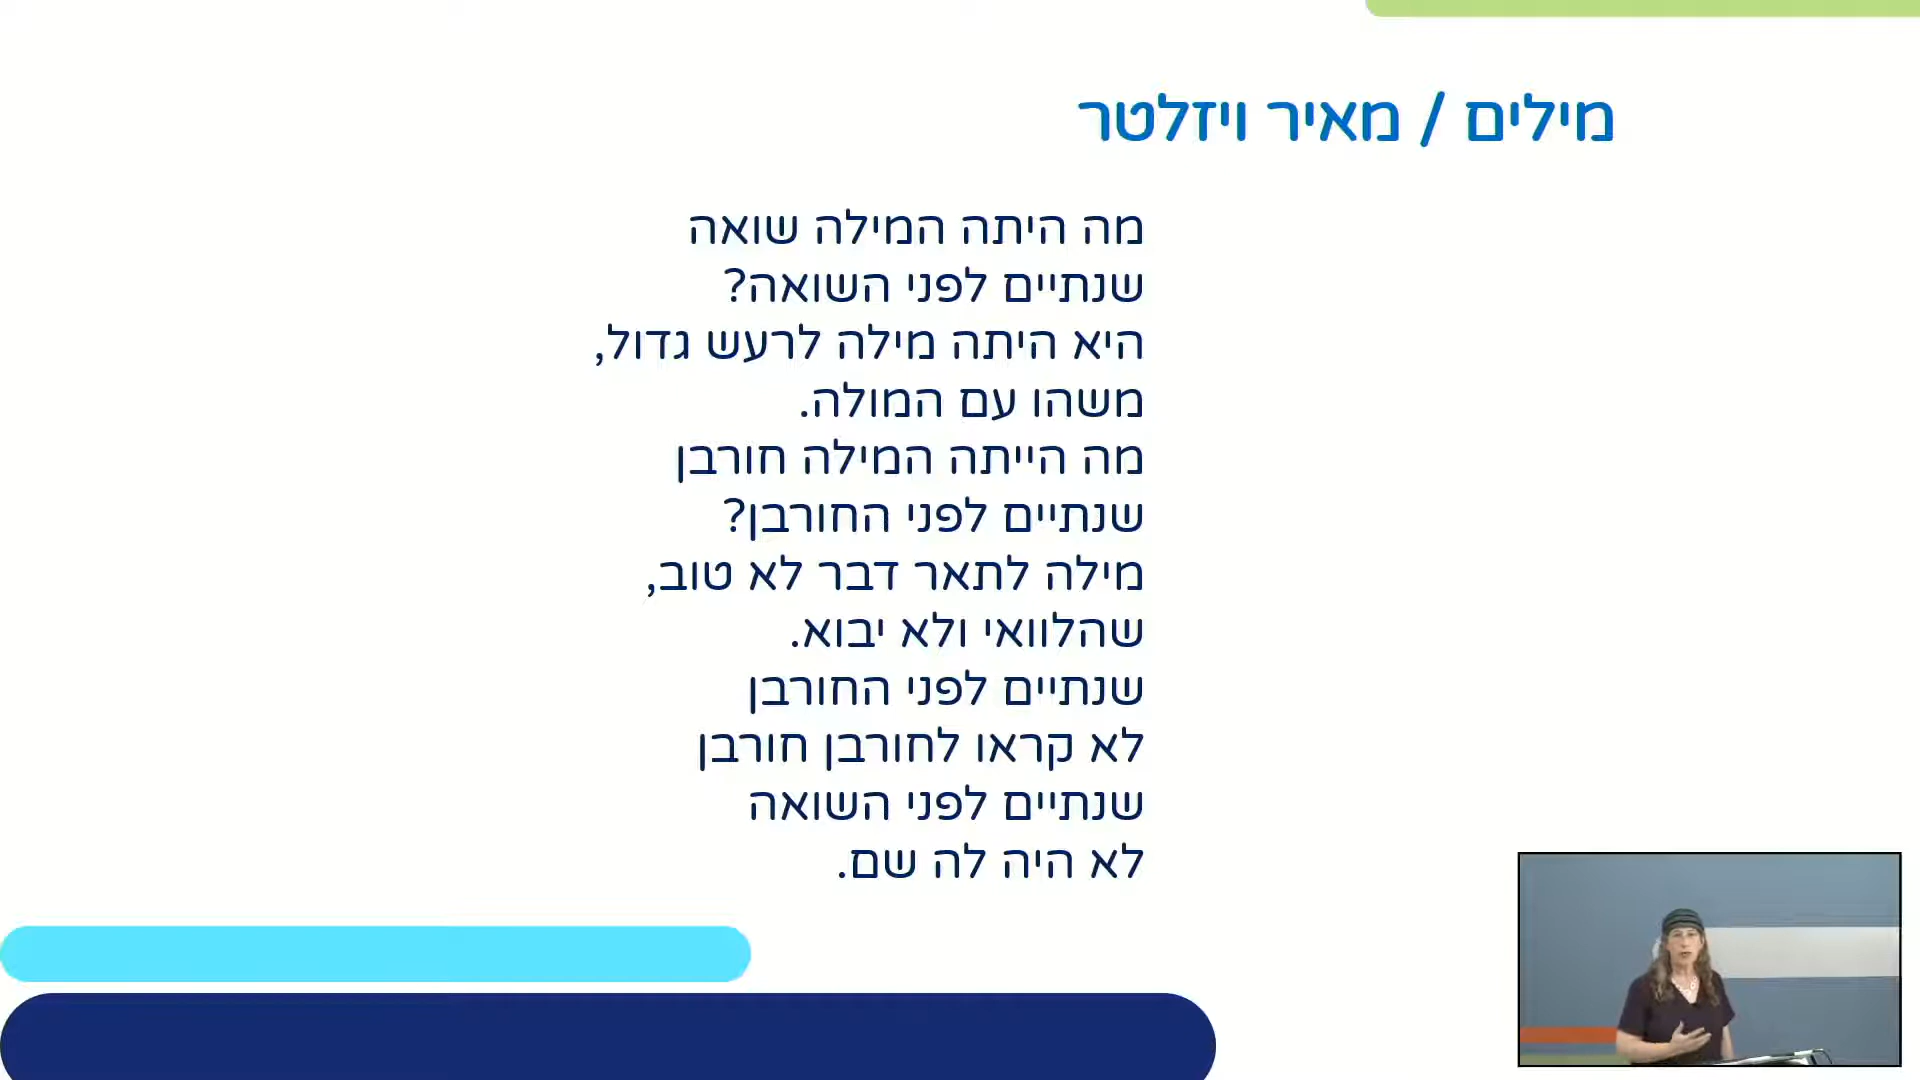 מילים / מאיר ויזלטר
מה היתה המילה שואה
שנתיים לפני השואה?
היא היתה מילה לרעש גדול,
משהו עם המולה.
מה הייתה המילה חורבן
שנתיים לפני החורבן?
מילה לתאר דבר לא טוב,
שהלוואי ולא יבוא.
שנתיים לפני החורבן
לא קראו לחורבן חורבן
שנתיים לפני השואה
לא היה לה שם.